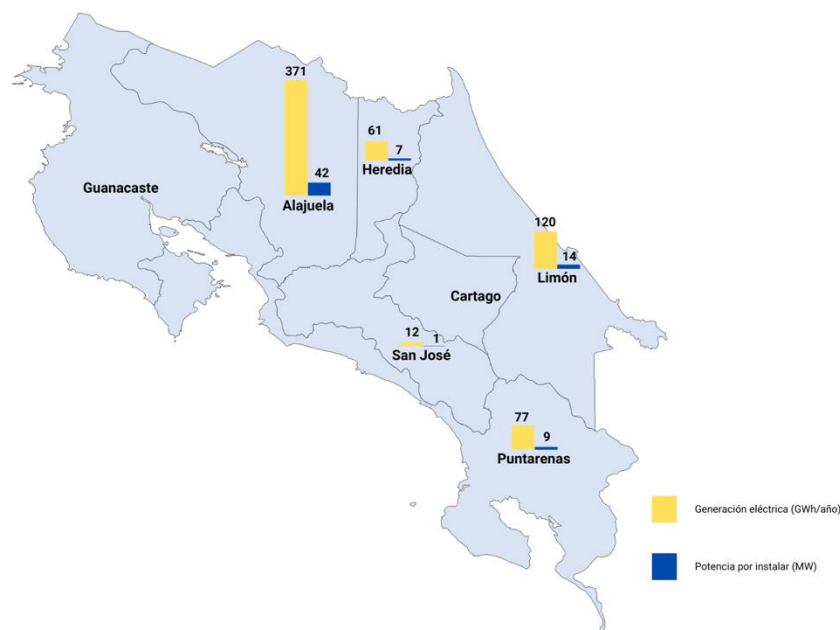 371
42
Alajuela
61
7
Heredia
Guanacaste
120
14
Limón
Cartago
12
1
San José
77
9
Puntarenas
Generación eléctrica (GWh/año)
Potencia por instalar (MW)